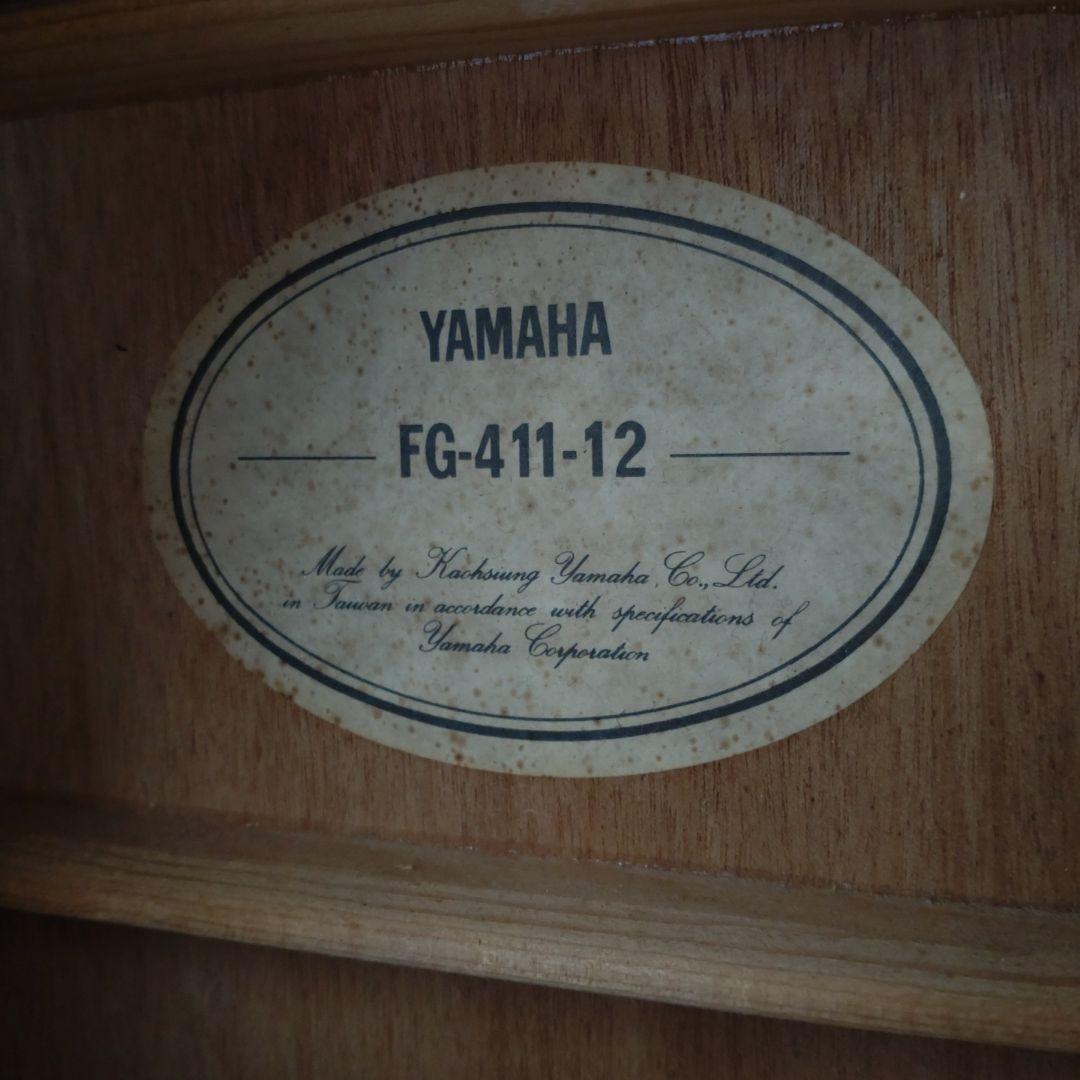 YAMAHA
FG-411-12
Made by Kaohsiung Yamaha Co., Ltd.
in Taiwan in accordance with specifications of
Yamaha Corporation